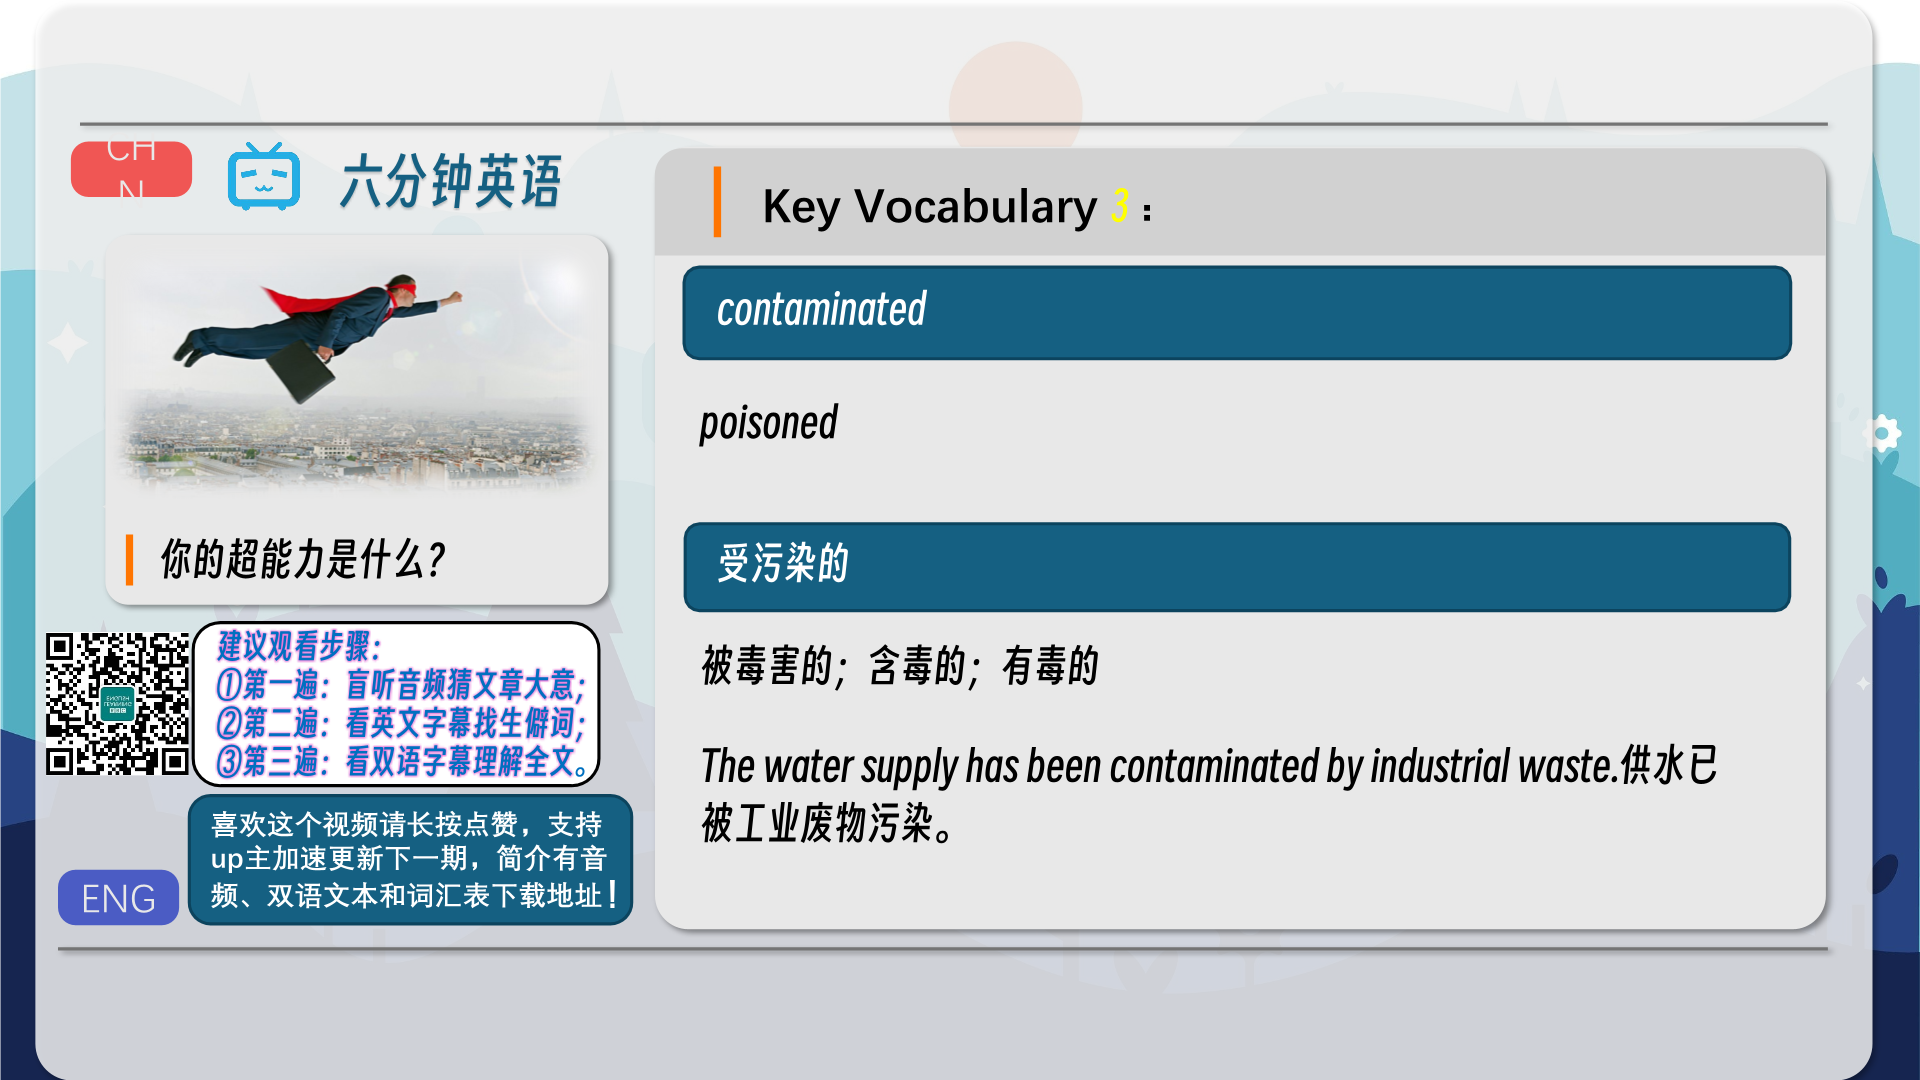 CH
N
六分钟英语
你的超能力是什么?
建议观看步骤:
①第一遍:盲听音频猜文章大意;
②第二遍:看英文字幕找生僻词;
③第三遍:看双语字幕理解全文。
喜欢这个视频请长按点赞，支持
up主加速更新下一期，简介有音
频、双语文本和词汇表下载地址！
ENG
Key Vocabulary 3：
contaminated
poisoned
受污染的
被毒害的; 含毒的; 有毒的
The water supply has been contaminated by industrial waste.供水已
被工业废物污染。